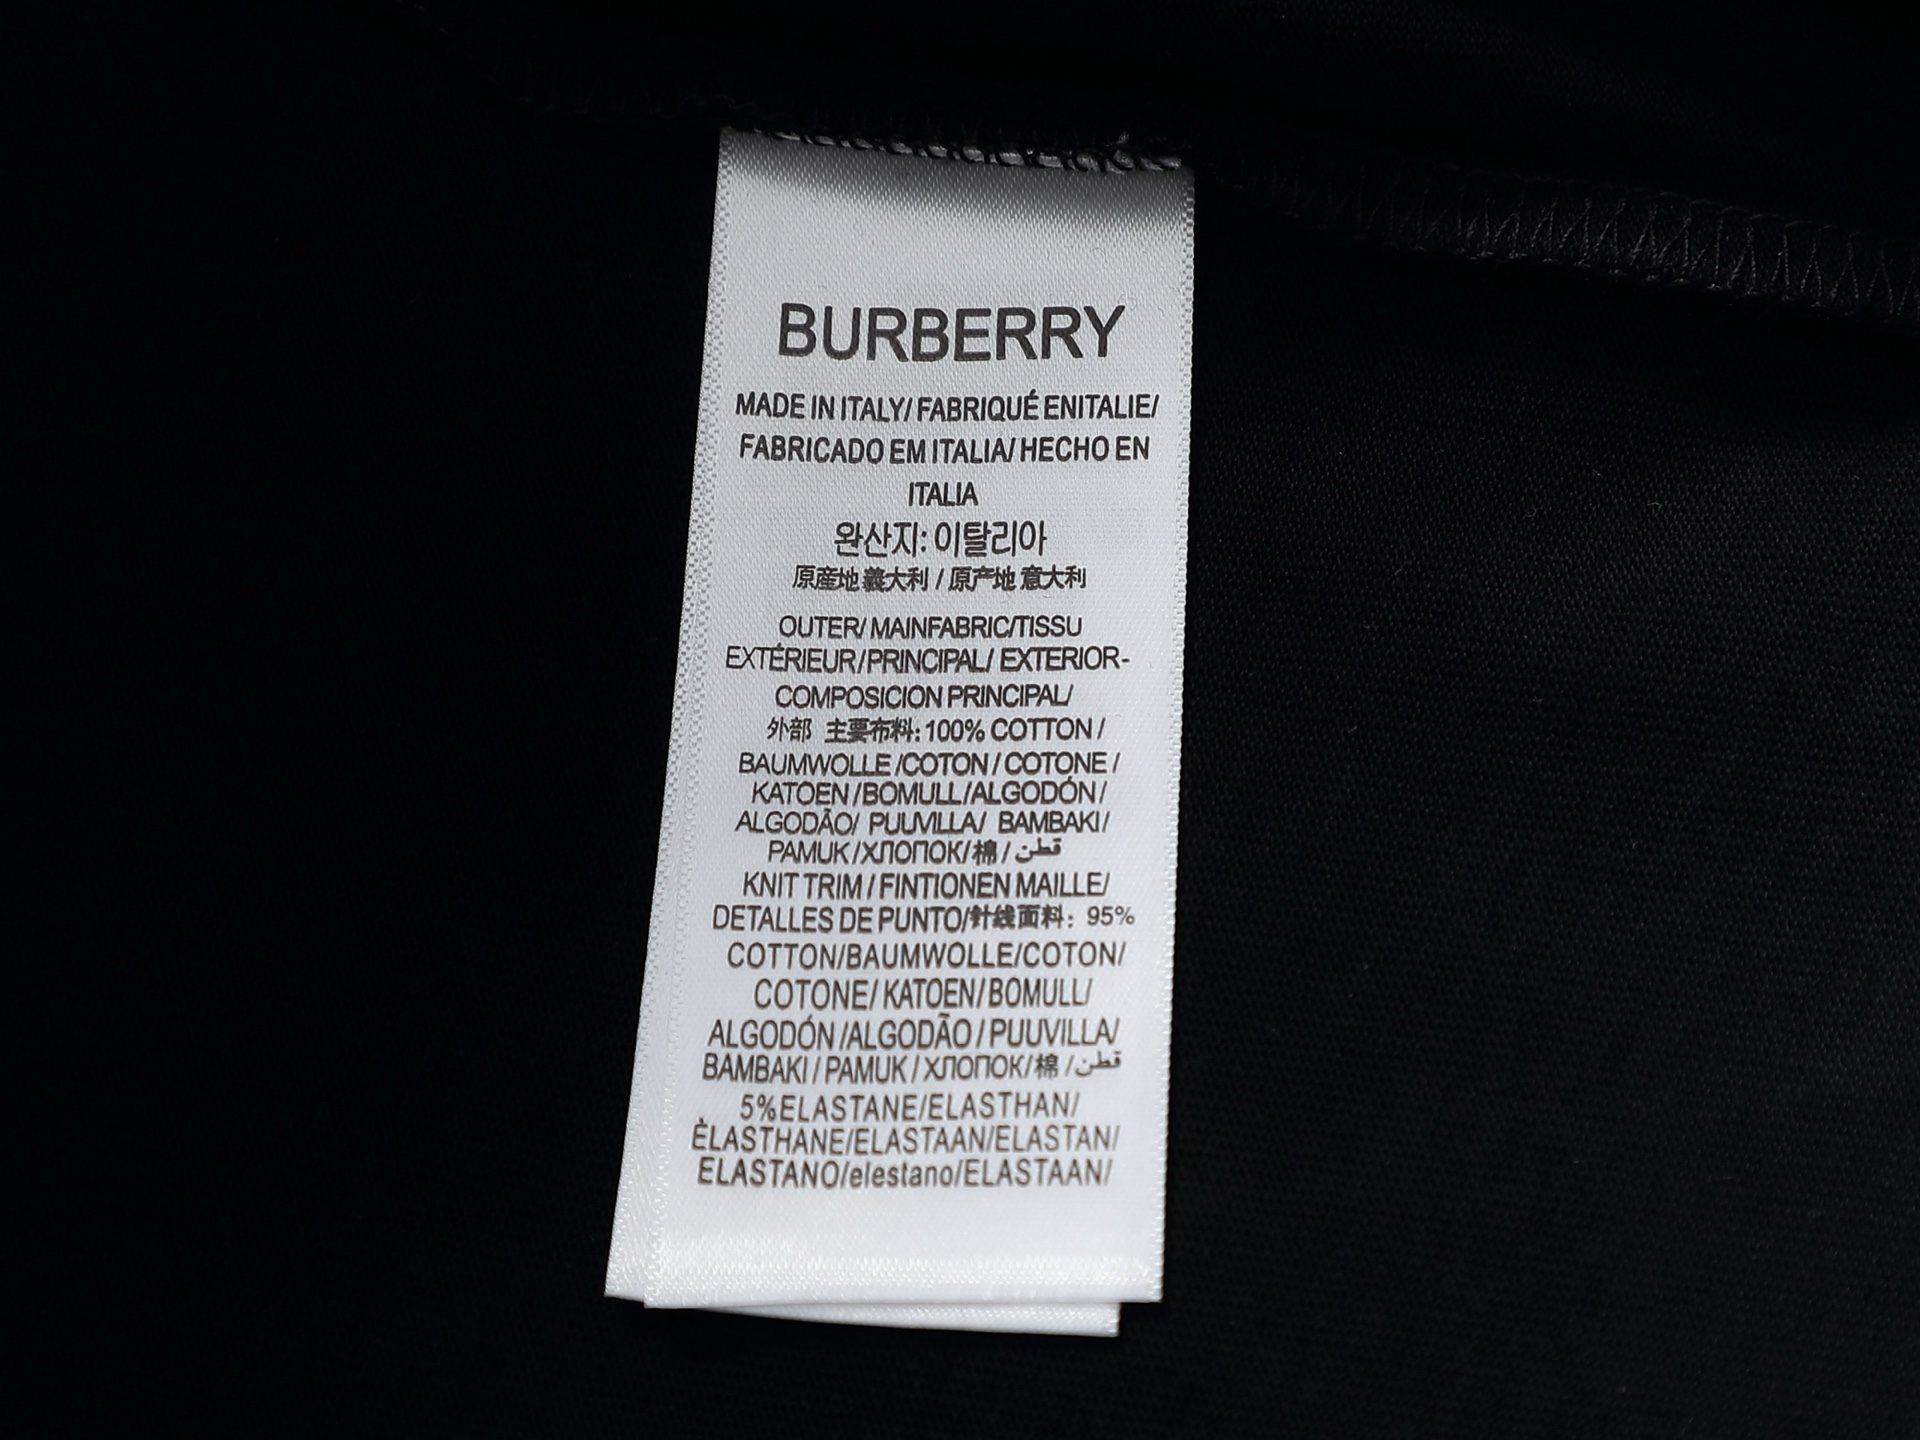 BURBERRY
MADE IN ITALY/ FABRIQUÉ ENITALIE/
FABRICADO EM ITALIA/ HECHO EN
ITALIA
완산지: 이탈리아
原産地 義大利 / 原产地 意大利
OUTER/ MAINFABRIC/TISSU
EXTÉRIEUR/PRINCIPAL/ EXTERIOR-
COMPOSICION PRINCIPAL/
外部 主要布料: 100% COTTON /
BAUMWOLLE /COTON / COTONE /
KATOEN /BOMULL/ALGODÓN /
ALGODÃO/ PUUVILLA/ BAMBAKI /
PAMUK /ХЛОПОК/ 棉 / قطن
KNIT TRIM / FINTIONEN MAILLE/
DETALLES DE PUNTO/針线面料: 95%
COTTON/BAUMWOLLE/COTON/
COTONE/ KATOEN/ BOMULL/
ALGODÓN /ALGODÃO / PUUVILLA/
BAMBAKI / PAMUK / ХЛОПОК/ 棉 / قطن
5%ELASTANE/ELASTHAN/
ÈLASTHANE/ELASTAAN/ELASTAN/
ELASTANO/elestano/ELASTAAN/